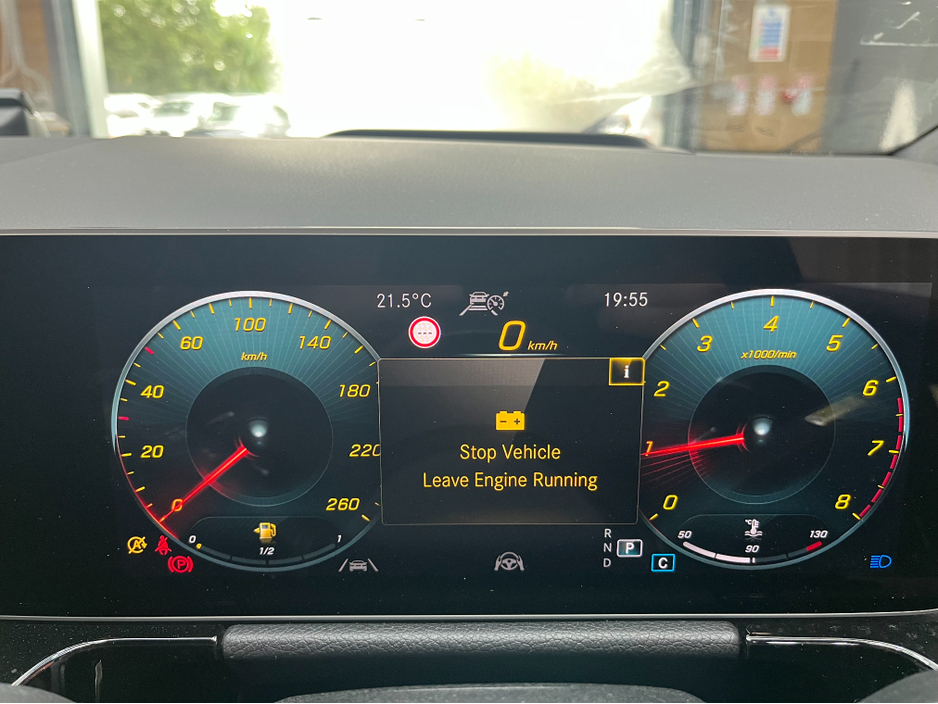 21.5°C
19:55
0 km/h
100
60
140
km/h
40
180
20
220
0
260
0
1/2
1
i
Stop Vehicle
Leave Engine Running
4
3
5
x1000/min
2
6
1
7
0
8
50
90
130
°C
A
P
R
N
P
D
C